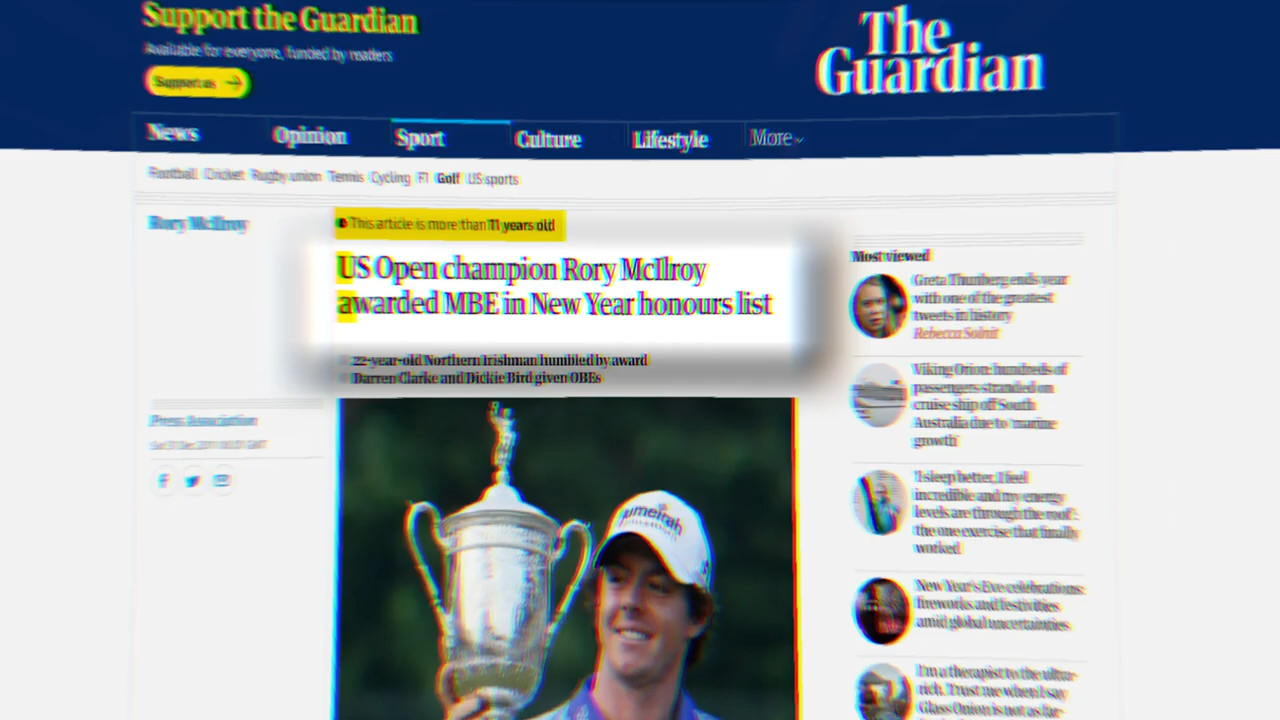 Support the Guardian
Available for everyone, funded by readers
Support us
The
Guardian
News Opinion Sport Culture Lifestyle More
Football Cricket Rugby union Tennis Cycling F1 Golf US sports
Rory McIlroy
This article is more than 11 years old
US Open champion Rory McIlroy
awarded MBE in New Year honours list
22-year-old Northern Irishman humbled by award
Darren Clarke and Dickie Bird given OBEs
Press Association
Jumeirah
Most viewed
Greta Thunberg ends year
with one of the greatest
tweets in history
Rebecca Solnit
Viking Orion: hundreds of
passengers stranded on
cruise ship off South
Australia due to 'marine
growth'
'I sleep better, I feel
incredible and my energy
levels are through the roof':
the one exercise that finally
worked
New Year's Eve celebrations:
fireworks and festivities
amid global uncertainties
I'm a therapist to the ultra-
rich. Trust me when I say
Glass Onion is not as far-